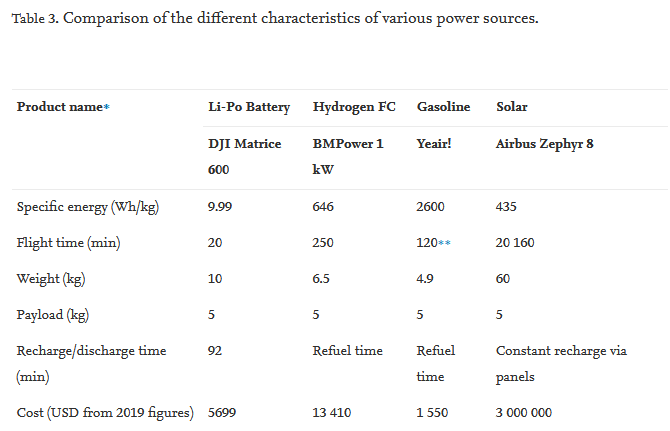 Table 3. Comparison of the different characteristics of various power sources.
Product name* Li-Po Battery Hydrogen FC Gasoline Solar
DJI Matrice BMPower 1 Yeair! Airbus Zephyr 8
600 kW
Specific energy (Wh/kg) 9.99 646 2600 435
Flight time (min) 20 250 120** 20 160
Weight (kg) 10 6.5 4.9 60
Payload (kg) 5 5 5 5
Recharge/discharge time 92 Refuel time Refuel Constant recharge via
(min) time panels
Cost (USD from 2019 figures) 5699 13 410 1 550 3 000 000